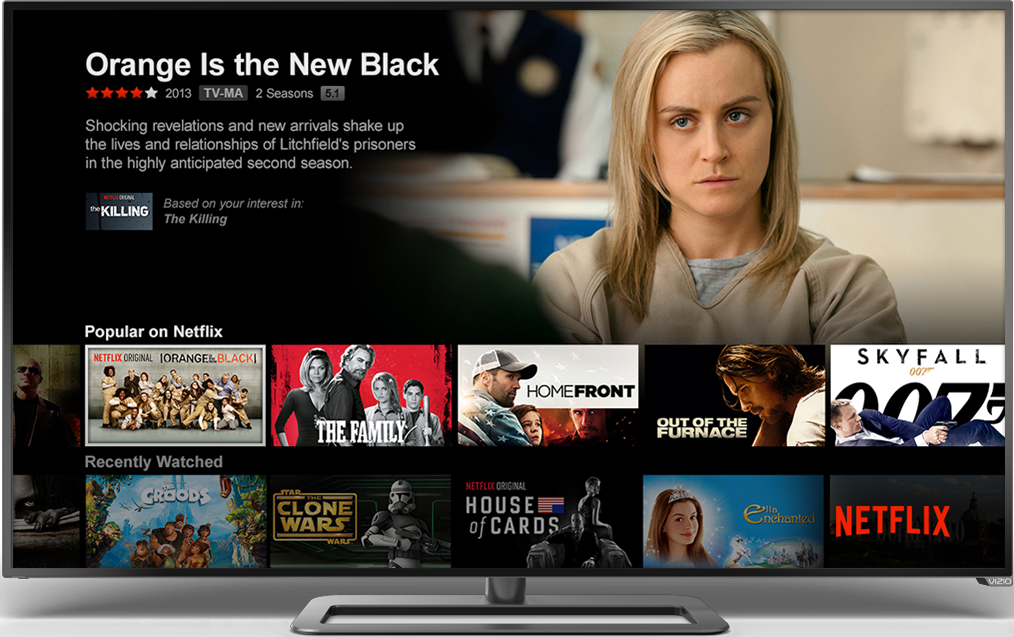 Orange Is the New Black
2013 TV-MA 2 Seasons 5.1
Shocking revelations and new arrivals shake up
the lives and relationships of Litchfield's prisoners
in the highly anticipated second season.
NETFLIX ORIGINAL
the KILLING
Based on your interest in:
The Killing
Popular on Netflix
NETFLIX ORIGINAL ORANGE IS THE NEW BLACK
THE FAMILY
HOMEFRONT
OUT OF THE
FURNACE
SKYFALL
007
007
Recently Watched
THE CROODS
STAR
THE
CLONE
WARS
WARS
NETFLIX ORIGINAL
HOUSE
of CARDS
Ella
Enchanted
NETFLIX
VIZIO